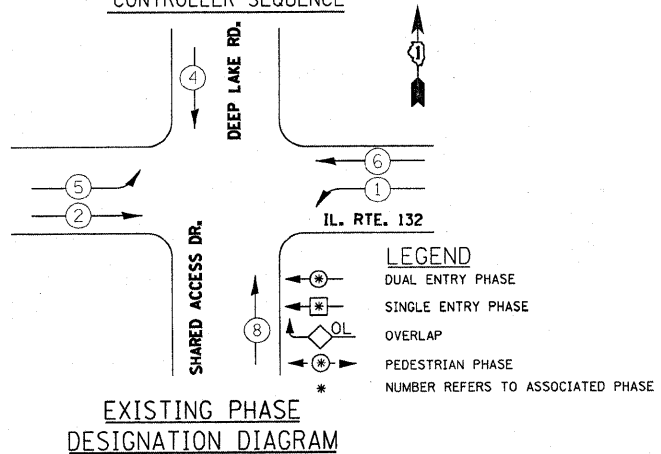 CONTROLLER SEQUENCE
DEEP LAKE RD.
4
1
6
5
1
2
IL. RTE. 132
SHARED ACCESS DR.
8
LEGEND
* DUAL ENTRY PHASE
* SINGLE ENTRY PHASE
OL OVERLAP
* PEDESTRIAN PHASE
* NUMBER REFERS TO ASSOCIATED PHASE
EXISTING PHASE
DESIGNATION DIAGRAM